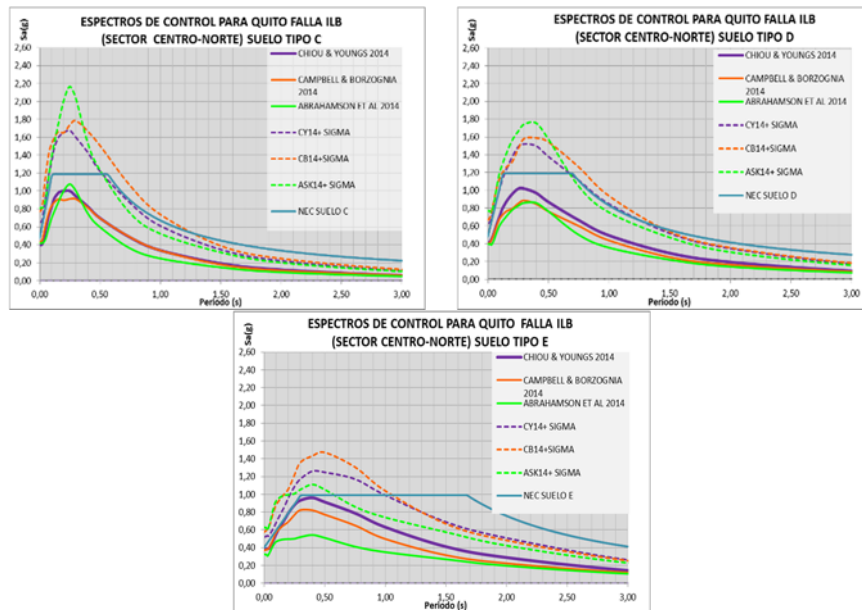 ESPECTROS DE CONTROL PARA QUITO FALLA ILB
(SECTOR CENTRO-NORTE) SUELO TIPO C
Sa(g)
2,60
2,40
2,20
2,00
1,80
1,60
1,40
1,20
1,00
0,80
0,60
0,40
0,20
0,00
CHIOU & YOUNGS 2014
CAMPBELL & BORZOGNIA
2014
ABRAHAMSON ET AL 2014
CY14+ SIGMA
CB14+SIGMA
ASK14+ SIGMA
NEC SUELO C
0,00 0,50 1,00 1,50 2,00 2,50 3,00
Período (s)
ESPECTROS DE CONTROL PARA QUITO FALLA ILB
(SECTOR CENTRO-NORTE) SUELO TIPO D
Sa(g)
2,60
2,40
2,20
2,00
1,80
1,60
1,40
1,20
1,00
0,80
0,60
0,40
0,20
0,00
CHIOU & YOUNGS 2014
CAMPBELL & BORZOGNIA
2014
ABRAHAMSON ET AL 2014
CY14+ SIGMA
CB14+SIGMA
ASK14+ SIGMA
NEC SUELO D
0,00 0,50 1,00 1,50 2,00 2,50 3,00
Período (s)
ESPECTROS DE CONTROL PARA QUITO FALLA ILB
(SECTOR CENTRO-NORTE) SUELO TIPO E
Sa(g)
2,60
2,40
2,20
2,00
1,80
1,60
1,40
1,20
1,00
0,80
0,60
0,40
0,20
0,00
CHIOU & YOUNGS 2014
CAMPBELL & BORZOGNIA
2014
ABRAHAMSON ET AL 2014
CY14+ SIGMA
CB14+SIGMA
ASK14+ SIGMA
NEC SUELO E
0,00 0,50 1,00 1,50 2,00 2,50 3,00
Período (s)